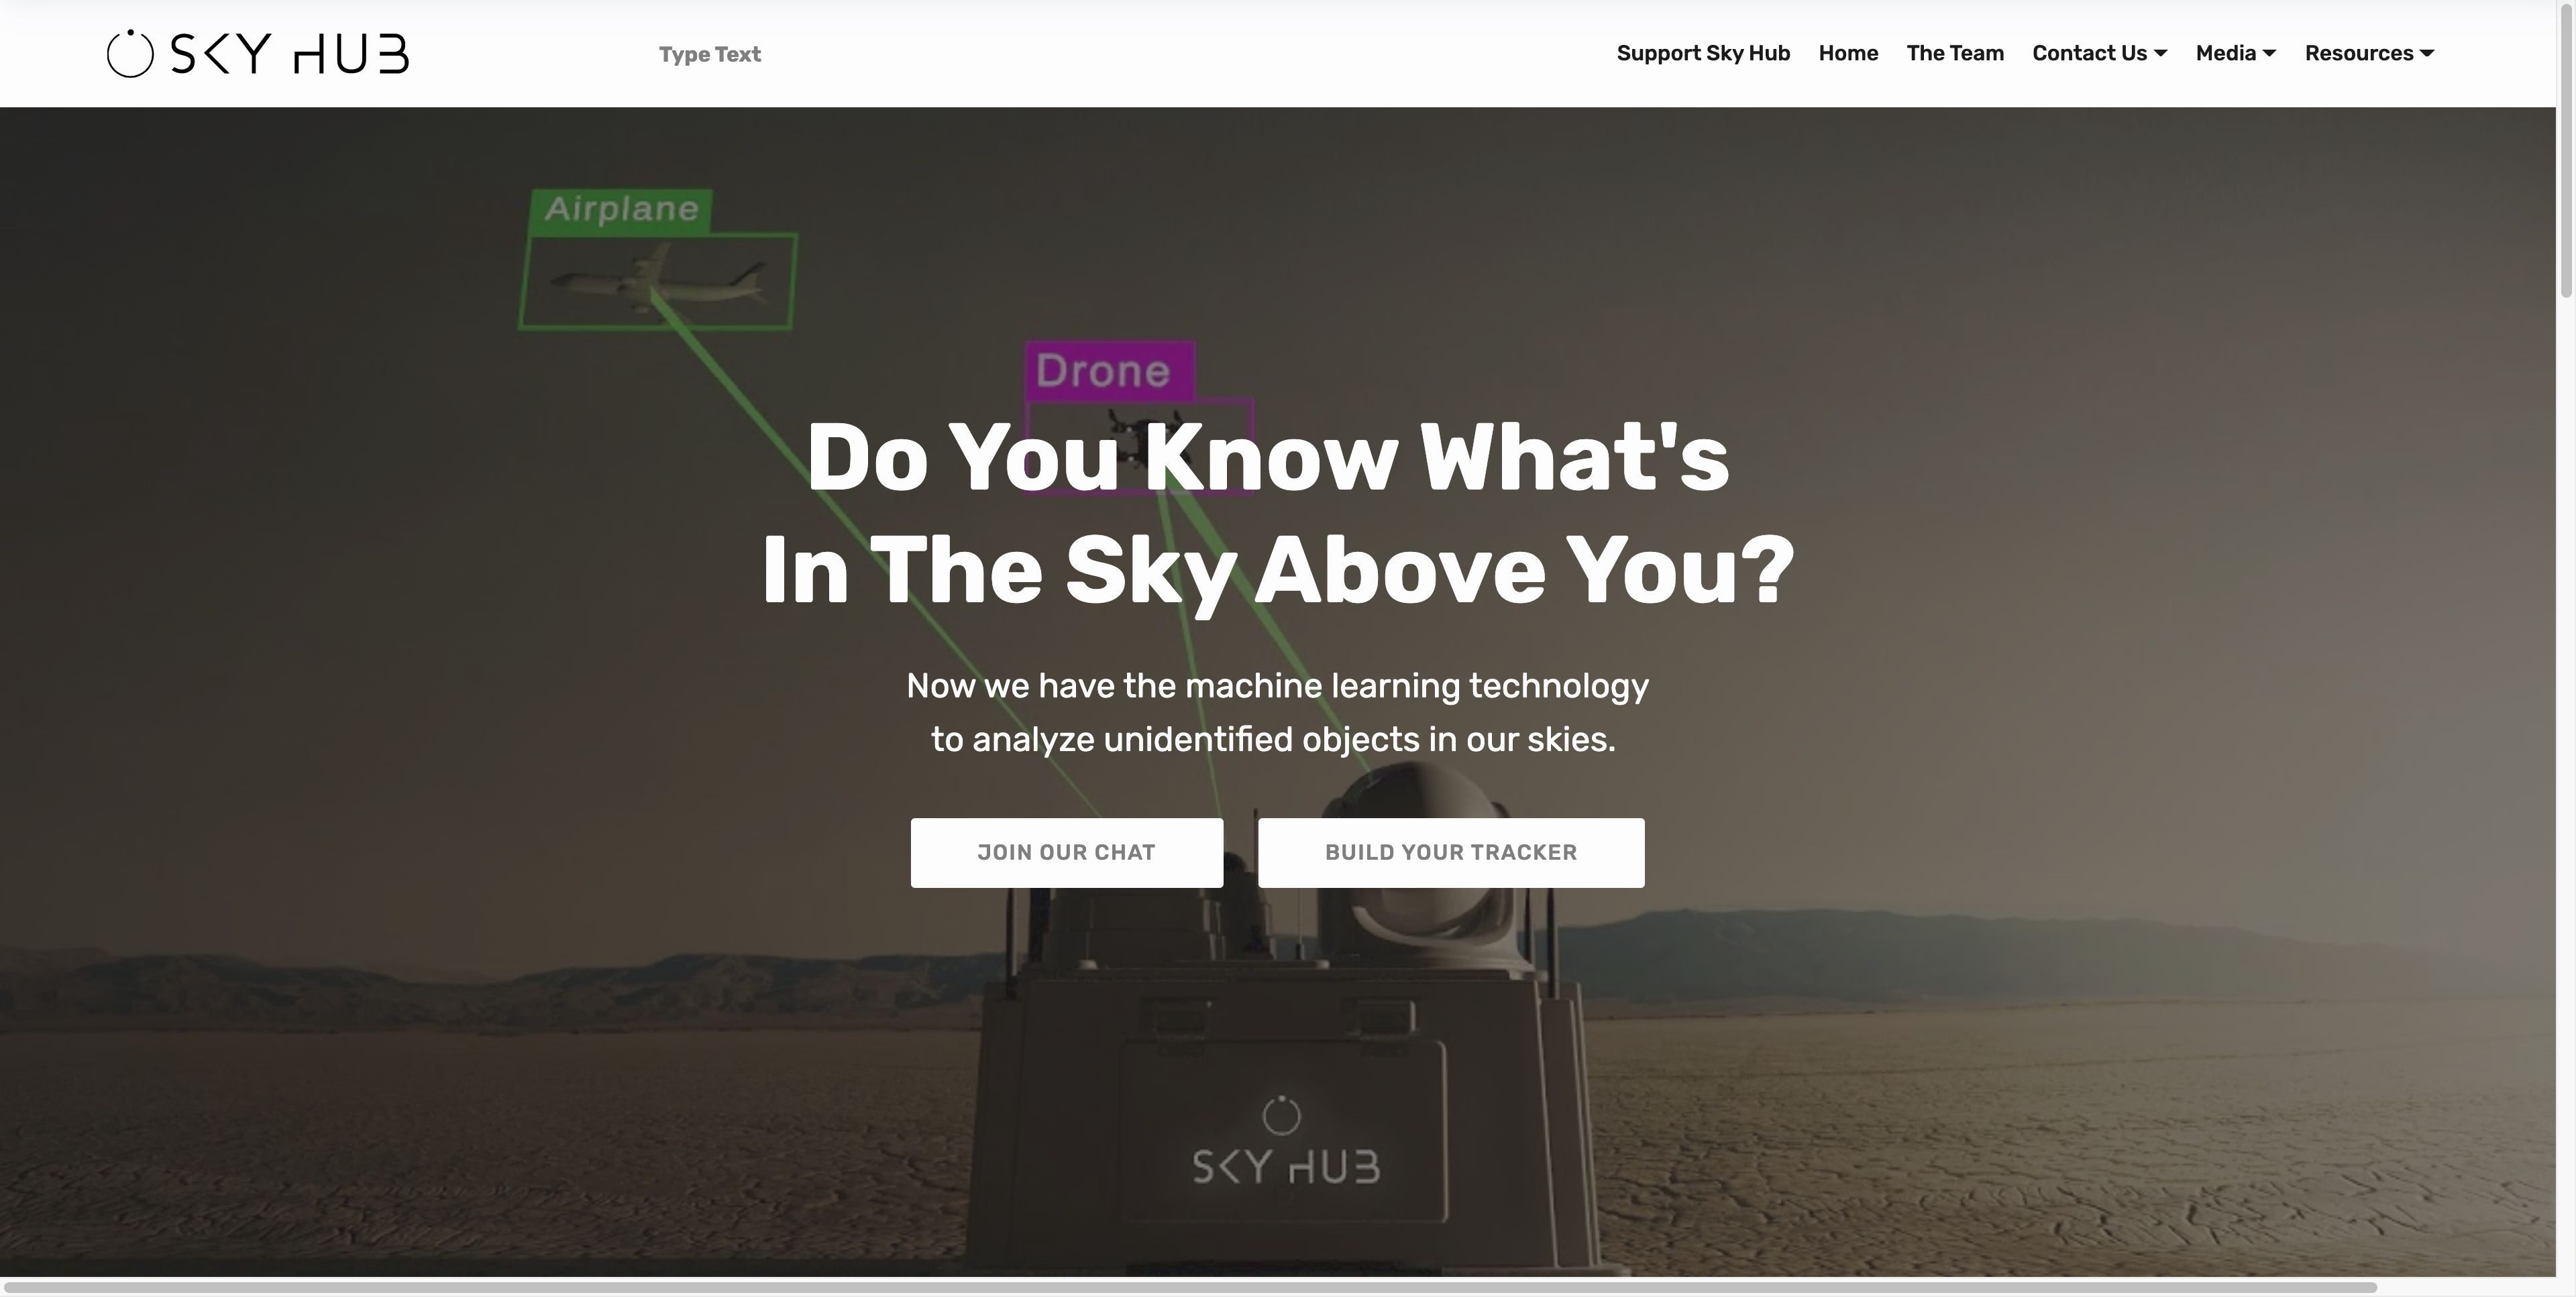 SKY HUB
Type Text
Support Sky Hub
Home
The Team
Contact Us
Media
Resources
Airplane
Drone
Do You Know What's
In The Sky Above You?
Now we have the machine learning technology
to analyze unidentified objects in our skies.
JOIN OUR CHAT
BUILD YOUR TRACKER
SKY HUB